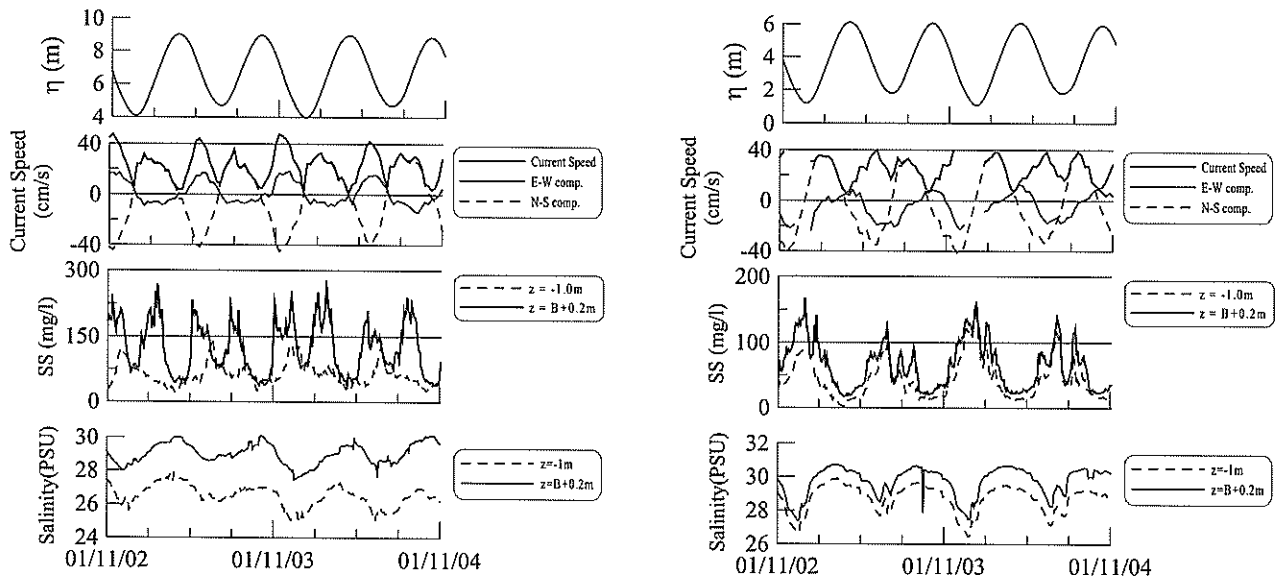 10
8
6
4
η (m)
40
0
-40
Current Speed
(cm/s)
Current Speed
E-W comp.
N-S comp.
300
150
0
SS (mg/l)
z = -1.0m
z = B+0.2m
30
28
26
24
Salinity(PSU)
z=-1m
z=B+0.2m
01/11/02 01/11/03 01/11/04
6
4
2
0
η (m)
40
0
-40
Current Speed
(cm/s)
Current Speed
E-W comp.
N-S comp.
200
100
0
SS (mg/l)
z = -1.0m
z = B+0.2m
32
30
28
26
Salinity(PSU)
z=-1m
z=B+0.2m
01/11/02 01/11/03 01/11/04